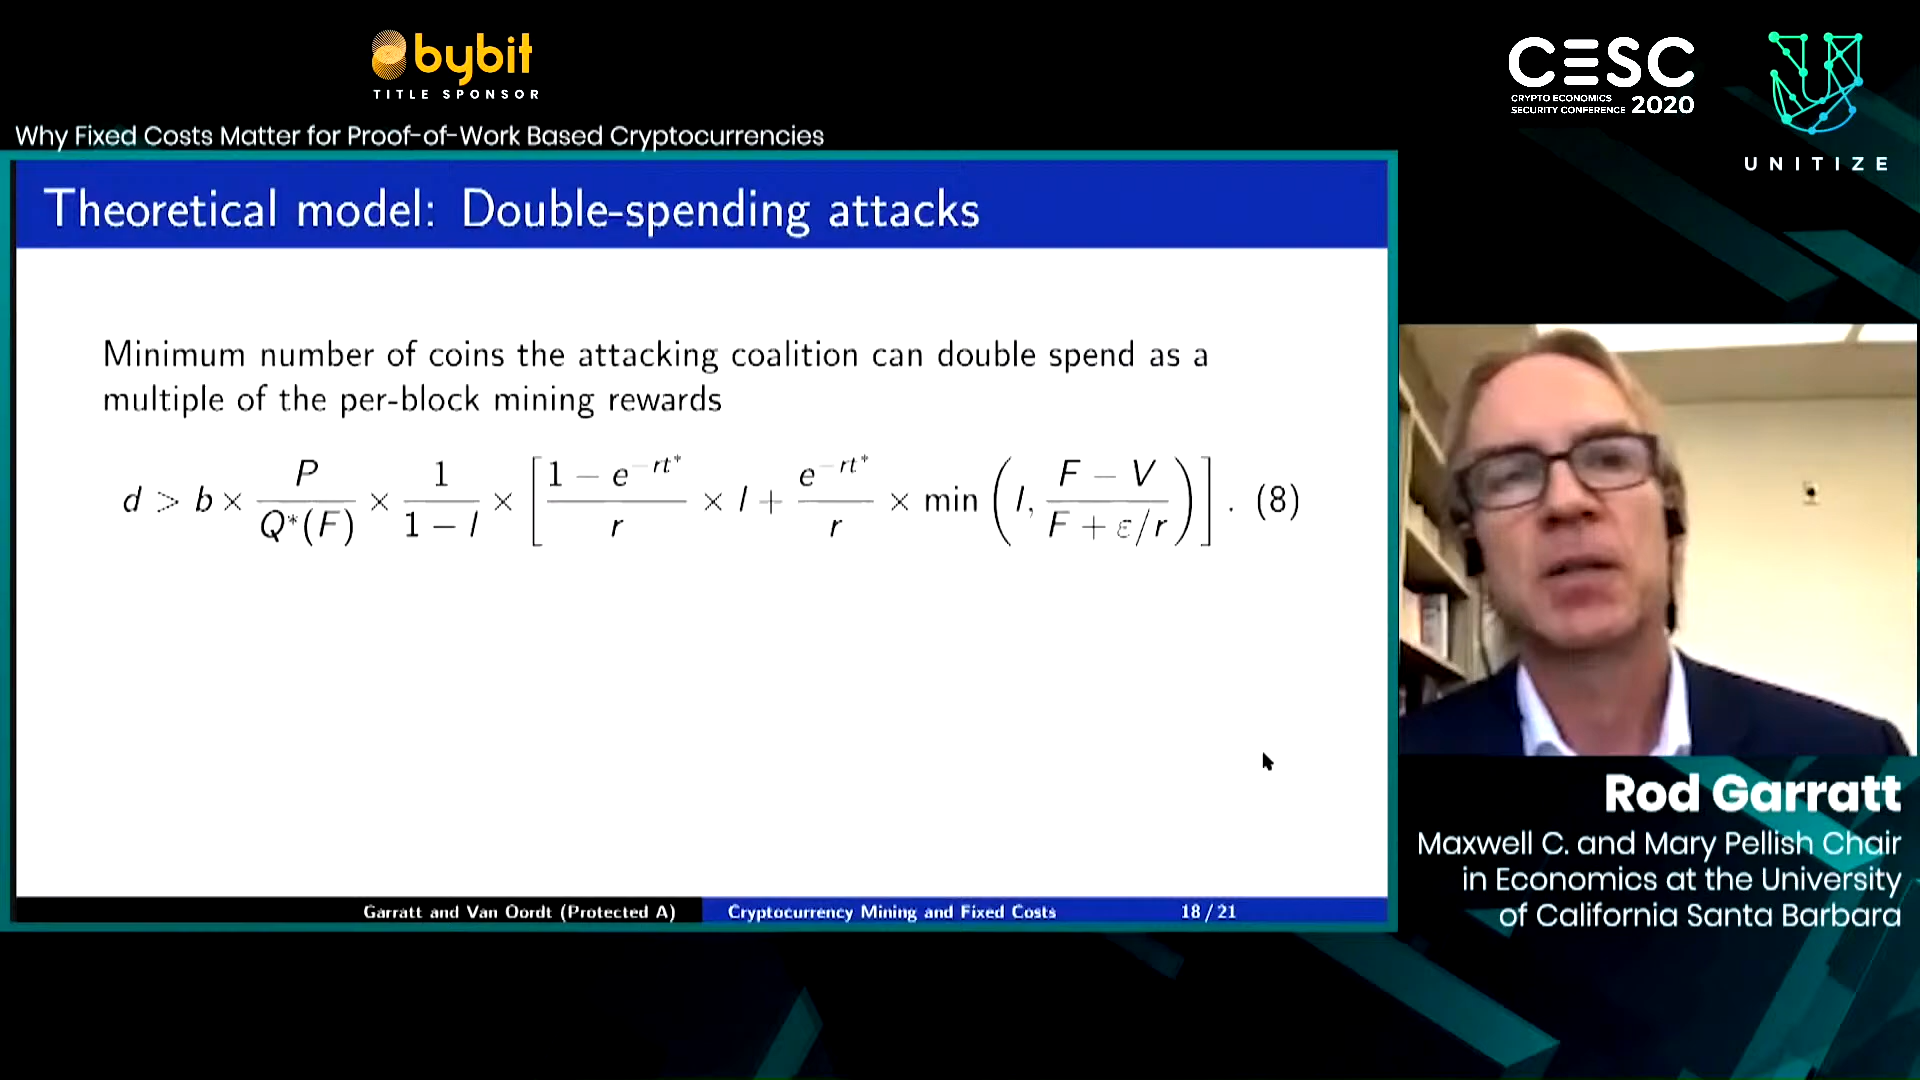 bybit
TITLE SPONSOR
CESC
CRYPTO ECONOMICS
SECURITY CONFERENCE 2020
UNITIZE
Why Fixed Costs Matter for Proof-of-Work Based Cryptocurrencies
Theoretical model: Double-spending attacks
Minimum number of coins the attacking coalition can double spend as a
multiple of the per-block mining rewards
d > b × P / Q*(F) × 1 / (1 − l) × [ (1 − e^{−rt*}) / r × l + e^{−rt*} / r × min ( l, (F − V) / (F + ε/r) ) ] . (8)
Garratt and Van Oordt (Protected A) Cryptocurrency Mining and Fixed Costs 18 / 21
Rod Garratt
Maxwell C. and Mary Pellish Chair
in Economics at the University
of California Santa Barbara